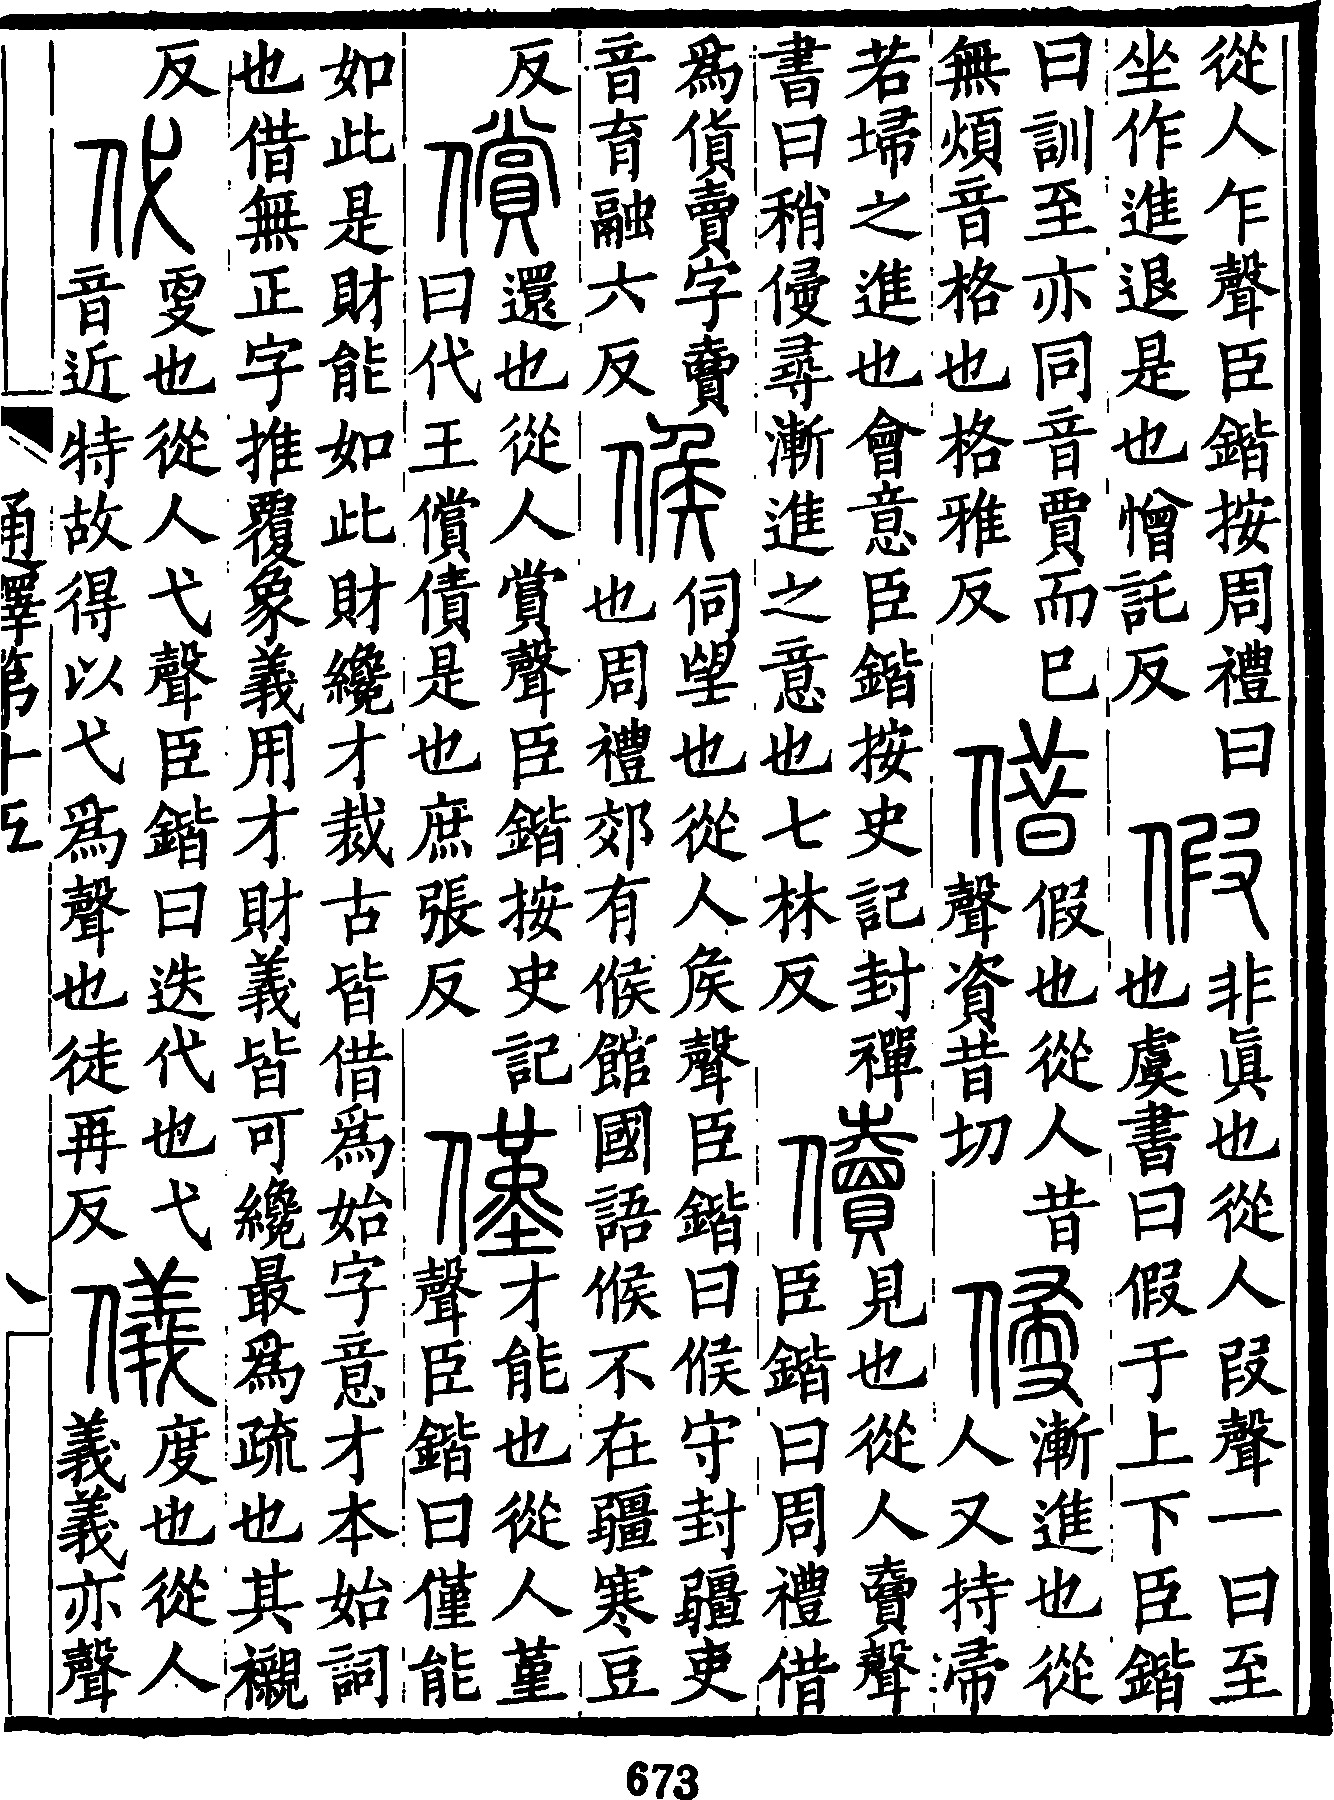 從人乍聲臣鍇按周禮曰
坐作進退是也憎託反
假
非眞也從人叚聲一曰至
也虞書曰假于上下臣鍇
曰訓至亦同音賈而已
無煩音格也格雅反
借
假也從人昔
聲資昔切
侵
漸進也從
人又持帚
若埽之進也會意臣鍇按史記封禪
書曰稍侵尋漸進之意也七林反
儥
見也從人𧶠聲
臣鍇曰周禮借
爲儥賣字𧶠
音育融六反
候
伺望也從人矦聲臣鍇曰候守封疆吏
也周禮郊有候館國語候不在疆寒豆
反
償
還也從人賞聲臣鍇按史記
曰代王償債是也庶張反
僅
才能也從人堇
聲臣鍇曰僅能
如此是財能如此財纔才裁古皆借爲始字意才本始詞
也借無正字推覆象義用才財義皆可纔最爲疏也其襯
反
代
㪅也從人弋聲臣鍇曰迭代也弋
音近特故得以弋爲聲也徒再反
儀
度也從人
義義亦聲
通釋第十五
673